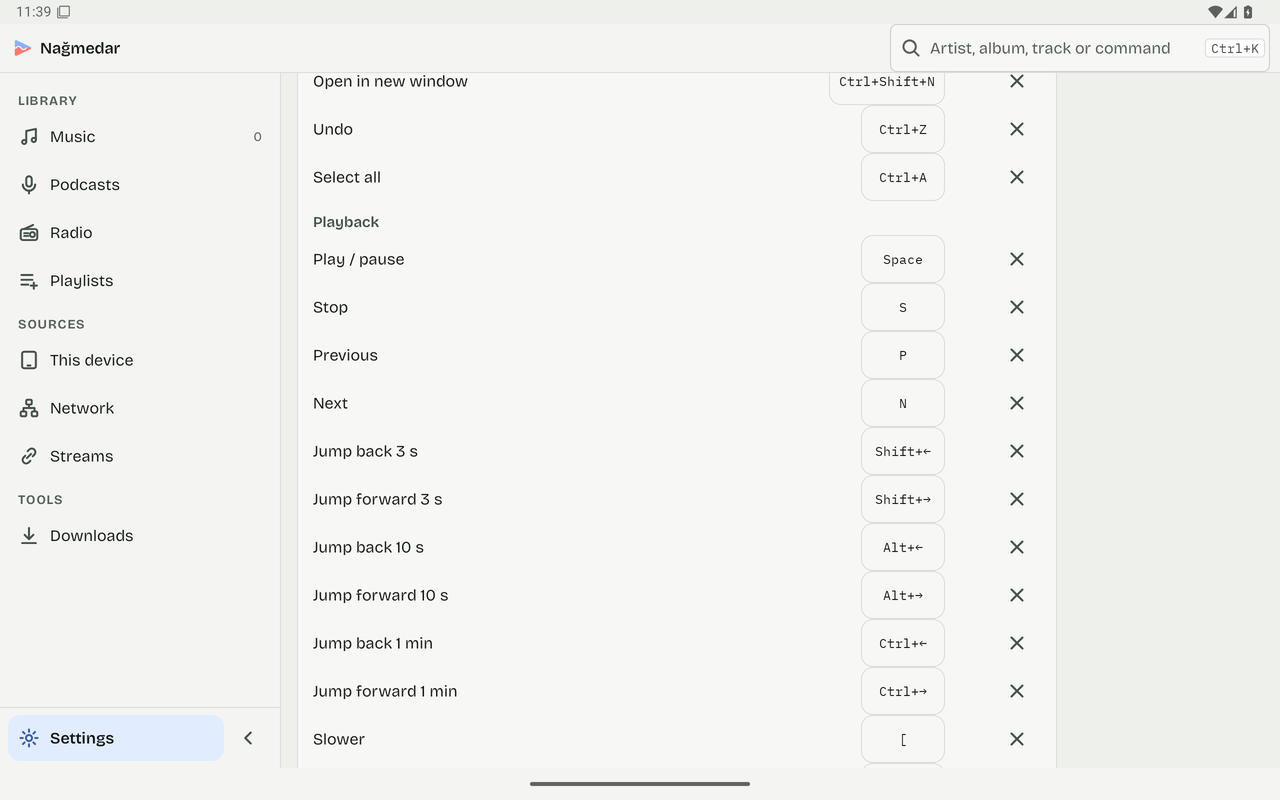 11:39
Nağmedar
Artist, album, track or command Ctrl+K
LIBRARY
Music 0
Podcasts
Radio
Playlists
SOURCES
This device
Network
Streams
TOOLS
Downloads
Settings
Open in new window Ctrl+Shift+N
Undo Ctrl+Z
Select all Ctrl+A
Playback
Play / pause Space
Stop S
Previous P
Next N
Jump back 3 s Shift+←
Jump forward 3 s Shift+→
Jump back 10 s Alt+←
Jump forward 10 s Alt+→
Jump back 1 min Ctrl+←
Jump forward 1 min Ctrl+→
Slower [